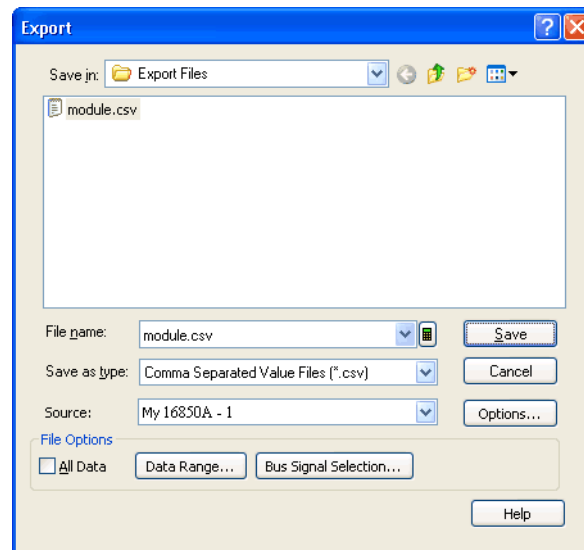 Export
Save in: Export Files
module.csv
File name: module.csv
Save
Save as type: Comma Separated Value Files (*.csv)
Cancel
Source: My 16850A - 1
Options...
File Options
All Data
Data Range...
Bus Signal Selection...
Help